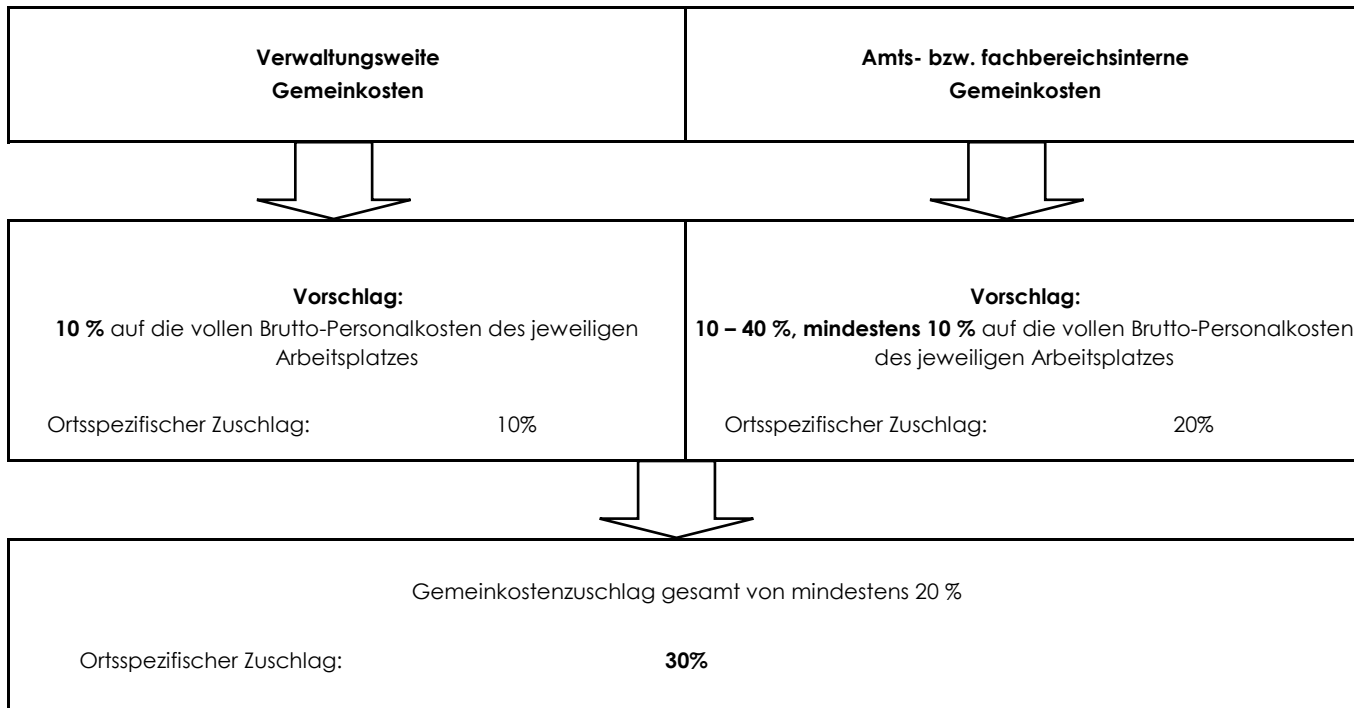 Verwaltungsweite
Gemeinkosten
Amts- bzw. fachbereichsinterne
Gemeinkosten
Vorschlag:
10 % auf die vollen Brutto-Personalkosten des jeweiligen
Arbeitsplatzes
Ortsspezifischer Zuschlag: 10%
Vorschlag:
10 – 40 %, mindestens 10 % auf die vollen Brutto-Personalkosten
des jeweiligen Arbeitsplatzes
Ortsspezifischer Zuschlag: 20%
Gemeinkostenzuschlag gesamt von mindestens 20 %
Ortsspezifischer Zuschlag: 30%